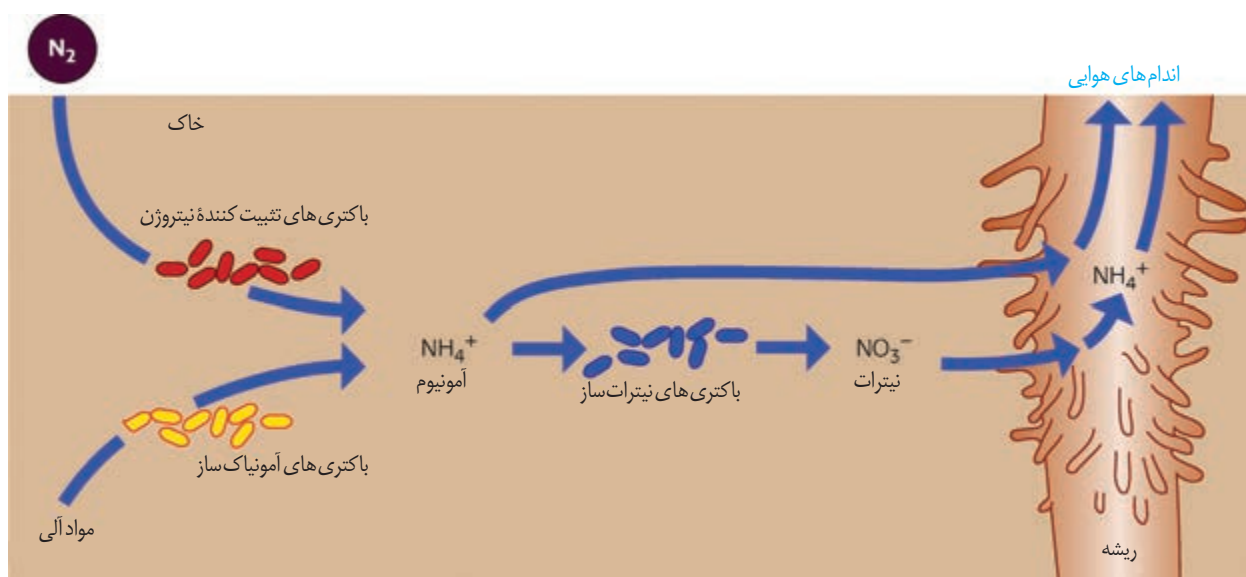 N₂
اندام های هوایی
خاک
باکتری های تثبیت کنندهٔ نیتروژن
NH₄⁺
NH₄⁺
آمونیوم
باکتری های نیترات ساز
NO₃⁻
نیترات
باکتری های آمونیاک ساز
مواد آلی
ریشه